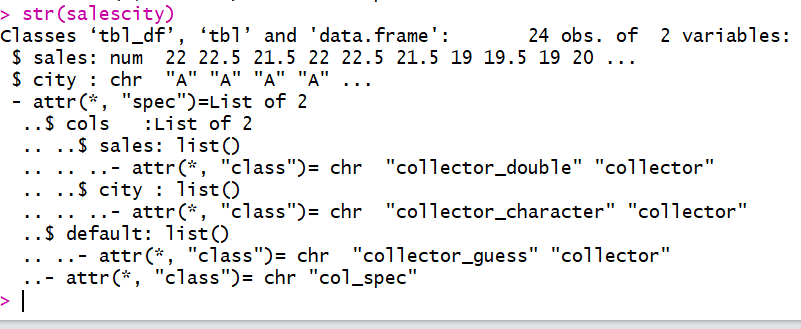 > str(salescity)
Classes ‘tbl_df’, ‘tbl’ and 'data.frame':       24 obs. of  2 variables:
 $ sales: num  22 22.5 21.5 22 22.5 21.5 19 19.5 19 20 ...
 $ city : chr  "A" "A" "A" "A" ...
 - attr(*, "spec")=List of 2
  ..$ cols   :List of 2
  .. ..$ sales: list()
  .. .. ..- attr(*, "class")= chr  "collector_double" "collector"
  .. ..$ city : list()
  .. .. ..- attr(*, "class")= chr  "collector_character" "collector"
  ..$ default: list()
  .. ..- attr(*, "class")= chr  "collector_guess" "collector"
  ..- attr(*, "class")= chr "col_spec"
>